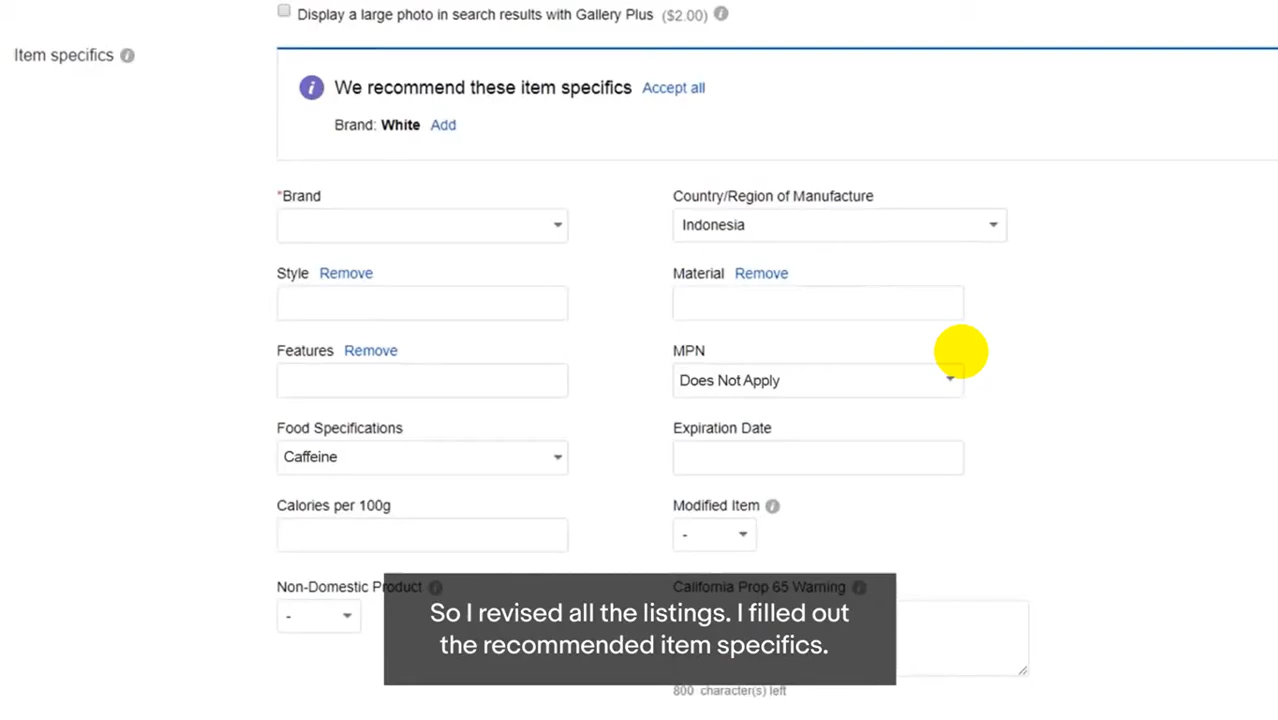 Display a large photo in search results with Gallery Plus ($2.00)
Item specifics
We recommend these item specifics Accept all
Brand: White Add
*Brand
Country/Region of Manufacture
Indonesia
Style Remove
Material Remove
Features Remove
MPN
Does Not Apply
Food Specifications
Caffeine
Expiration Date
Calories per 100g
Modified Item
-
Non-Domestic Product
-
California Prop 65 Warning
So I revised all the listings. I filled out
the recommended item specifics.
800 character(s) left